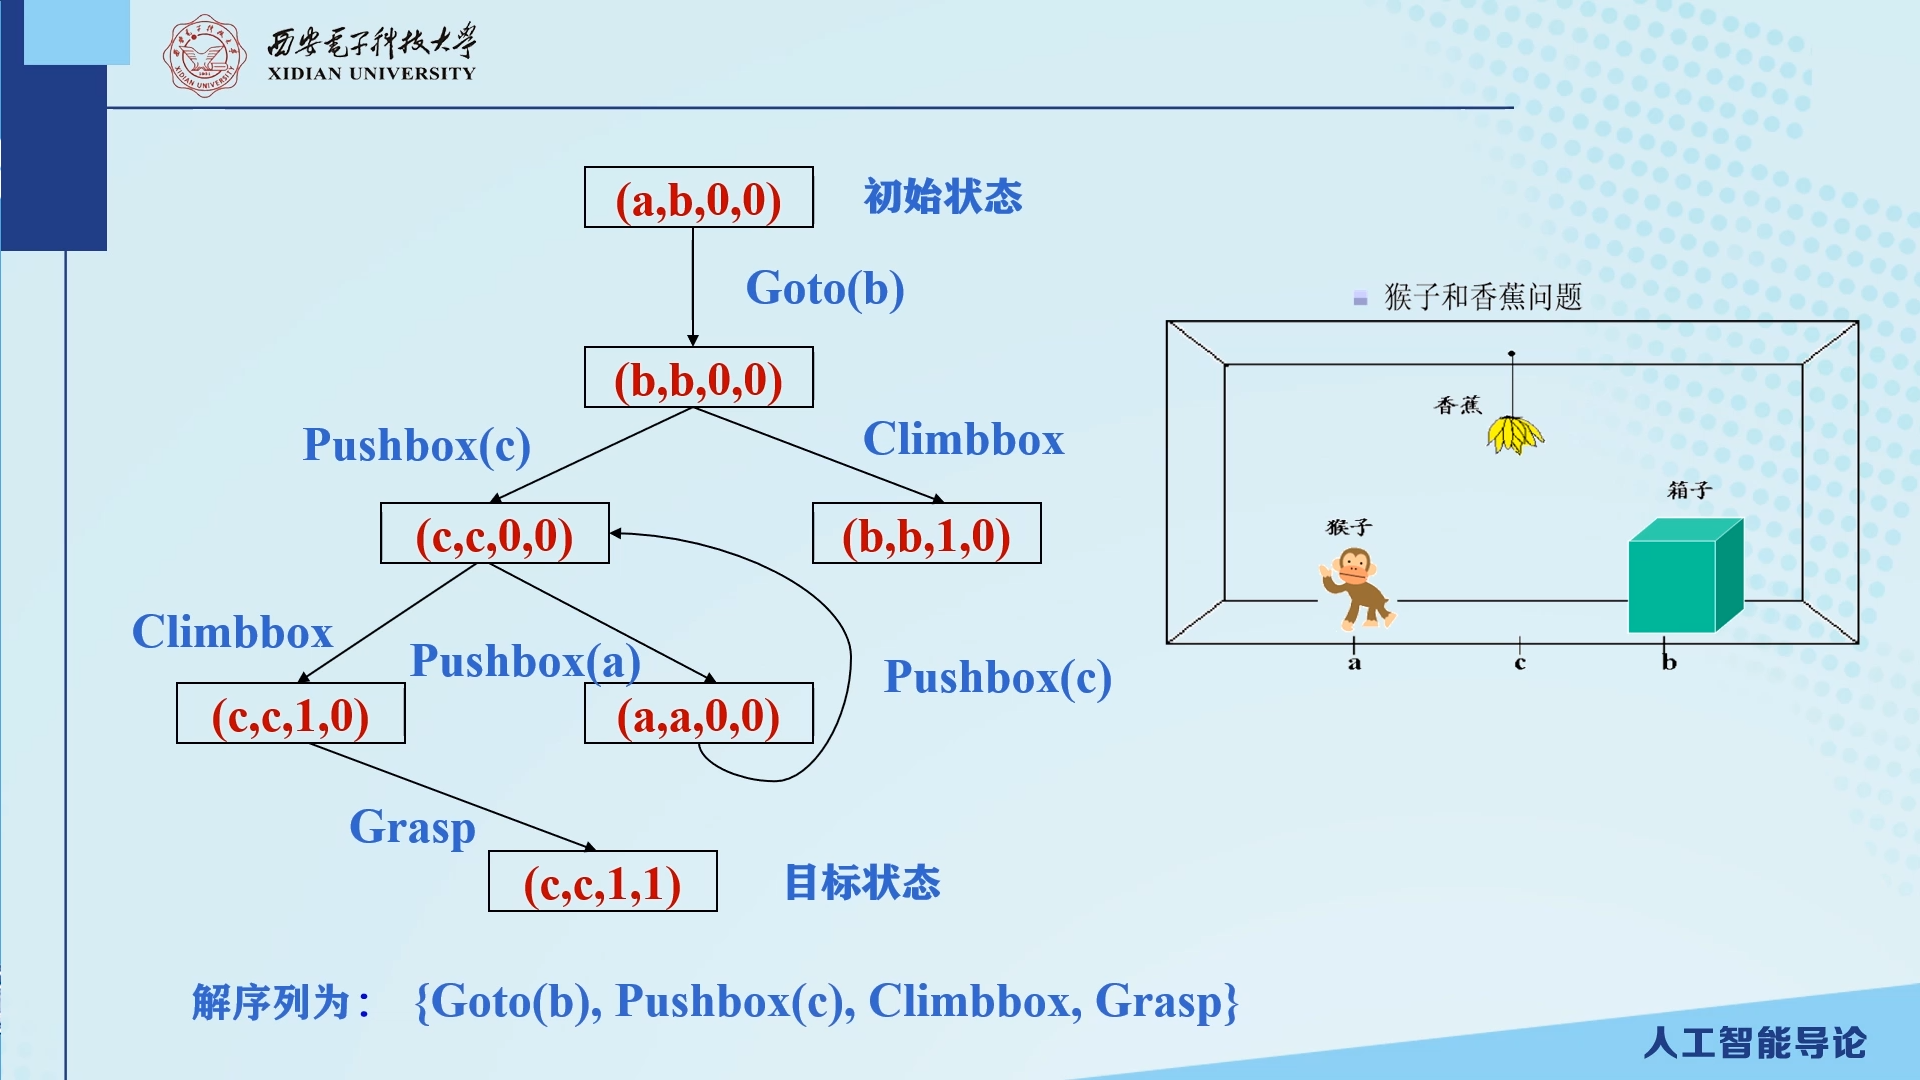 西安电子科技大学
XIDIAN UNIVERSITY
(a,b,0,0)
初始状态
Goto(b)
(b,b,0,0)
Pushbox(c)
Climbbox
(c,c,0,0)
(b,b,1,0)
Climbbox
Pushbox(a)
Pushbox(c)
(c,c,1,0)
(a,a,0,0)
Grasp
(c,c,1,1)
目标状态
猴子和香蕉问题
香蕉
箱子
猴子
a
c
b
解序列为： {Goto(b), Pushbox(c), Climbbox, Grasp}
人工智能导论